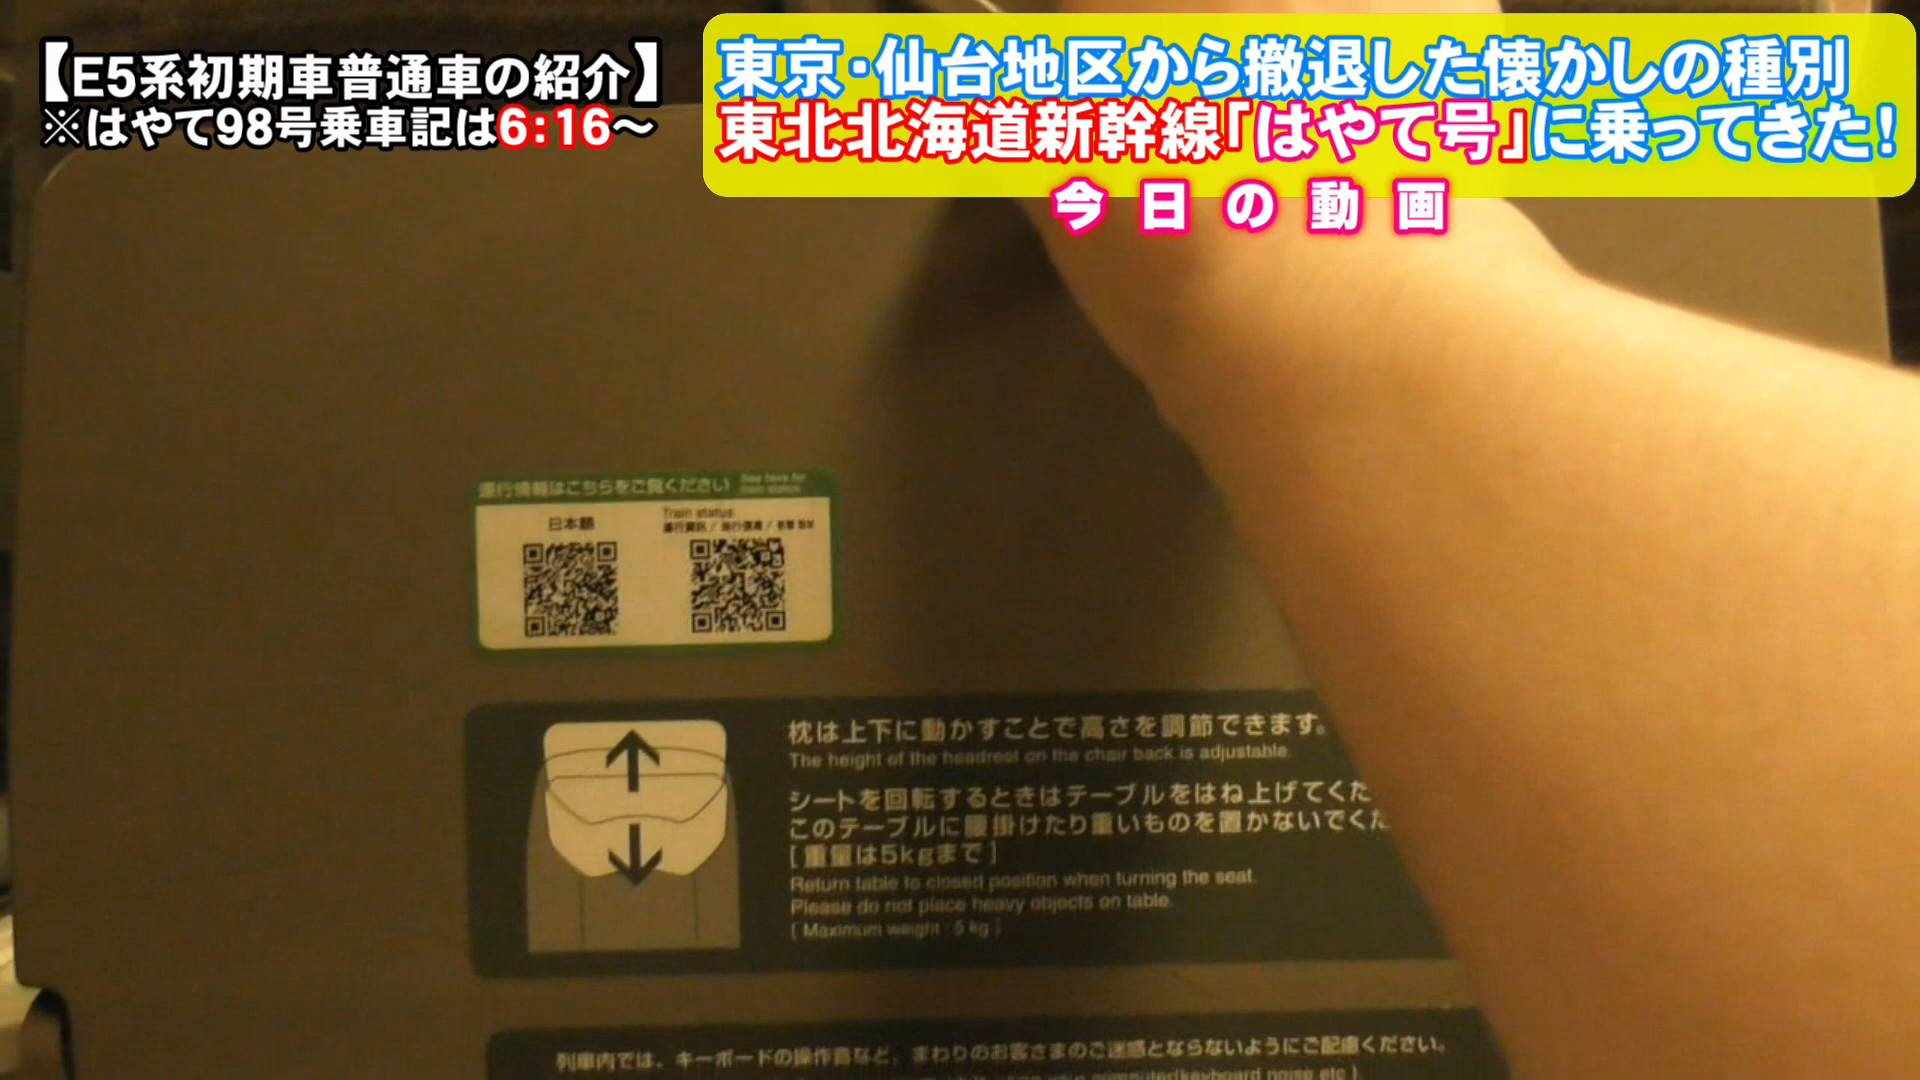 【E5系初期車普通車の紹介】
※はやて98号乗車記は6:16～
東京・仙台地区から撤退した懐かしの種別
東北北海道新幹線「はやて号」に乗ってきた!
今日の動画
運行情報はこちらをご覧ください
See here for
train status
日本語
Train status
枕は上下に動かすことで高さを調節できます。
The height of the headrest on the chair back is adjustable.
シートを回転するときはテーブルをはね上げてくだ
このテーブルに腰掛けたり重いものを置かないでくだ
[重量は5kgまで]
Return table to closed position when turning the seat.
Please do not place heavy objects on table.
[Maximum weight : 5 kg]
列車内では、キーボードの操作音など、まわりのお客さまのご迷惑とならないようにご配慮ください。
computer(keyboard noise etc.)